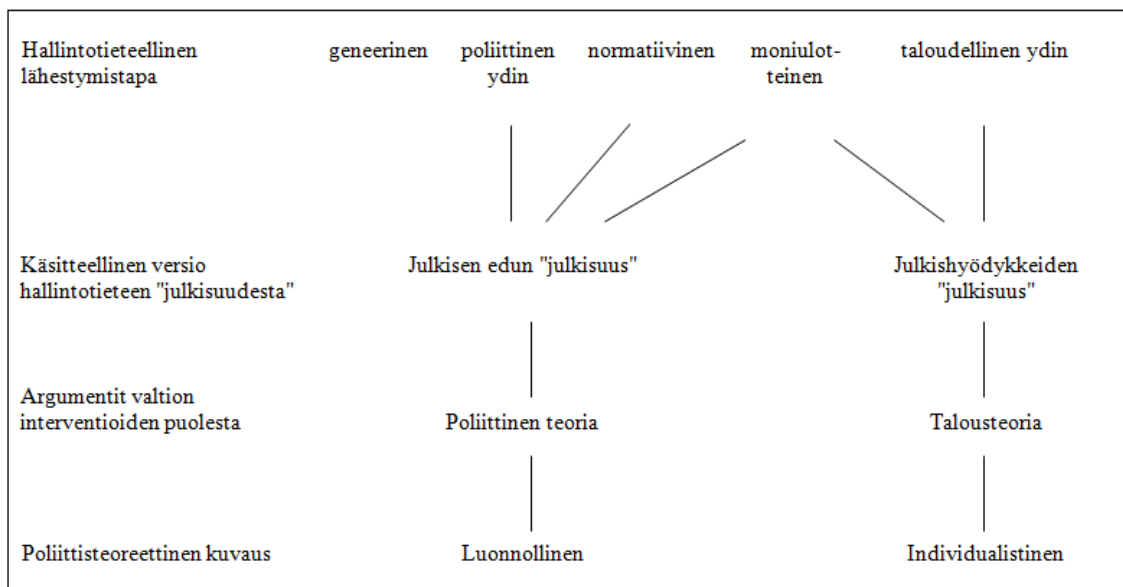 Hallintotieteellinen geneerinen poliittinen normatiivinen moniulot- taloudellinen ydin
lähestymistapa ydin teinen
Käsitteellinen versio Julkisen edun "julkisuus" Julkishyödykkeiden
hallintotieteen "julkisuudesta" "julkisuus"
Argumentit valtion
interventioiden puolesta Poliittinen teoria Talousteoria
Poliittisteoreettinen kuvaus Luonnollinen Individualistinen